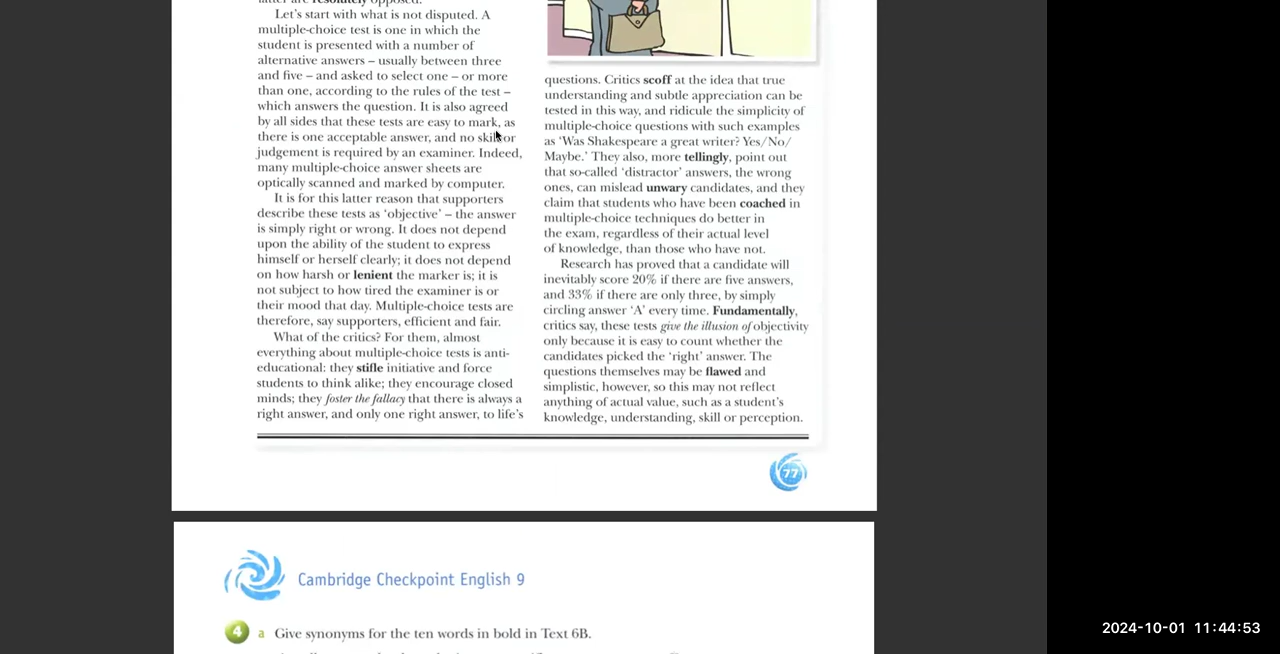 latter are resolutely opposed.
Let's start with what is not disputed. A
multiple-choice test is one in which the
student is presented with a number of
alternative answers – usually between three
and five – and asked to select one – or more
than one, according to the rules of the test –
which answers the question. It is also agreed
by all sides that these tests are easy to mark, as
there is one acceptable answer, and no skill or
judgement is required by an examiner. Indeed,
many multiple-choice answer sheets are
optically scanned and marked by computer.
It is for this latter reason that supporters
describe these tests as 'objective' – the answer
is simply right or wrong. It does not depend
upon the ability of the student to express
himself or herself clearly; it does not depend
on how harsh or lenient the marker is; it is
not subject to how tired the examiner is or
their mood that day. Multiple-choice tests are
therefore, say supporters, efficient and fair.
What of the critics? For them, almost
everything about multiple-choice tests is anti-
educational: they stifle initiative and force
students to think alike; they encourage closed
minds; they foster the fallacy that there is always a
right answer, and only one right answer, to life's
questions. Critics scoff at the idea that true
understanding and subtle appreciation can be
tested in this way, and ridicule the simplicity of
multiple-choice questions with such examples
as 'Was Shakespeare a great writer? Yes/No/
Maybe.' They also, more tellingly, point out
that so-called 'distractor' answers, the wrong
ones, can mislead unwary candidates, and they
claim that students who have been coached in
multiple-choice techniques do better in
the exam, regardless of their actual level
of knowledge, than those who have not.
Research has proved that a candidate will
inevitably score 20% if there are five answers,
and 33% if there are only three, by simply
circling answer 'A' every time. Fundamentally,
critics say, these tests give the illusion of objectivity
only because it is easy to count whether the
candidates picked the 'right' answer. The
questions themselves may be flawed and
simplistic, however, so this may not reflect
anything of actual value, such as a student's
knowledge, understanding, skill or perception.
77
Cambridge Checkpoint English 9
4 a Give synonyms for the ten words in bold in Text 6B.
2024-10-01 11:44:53